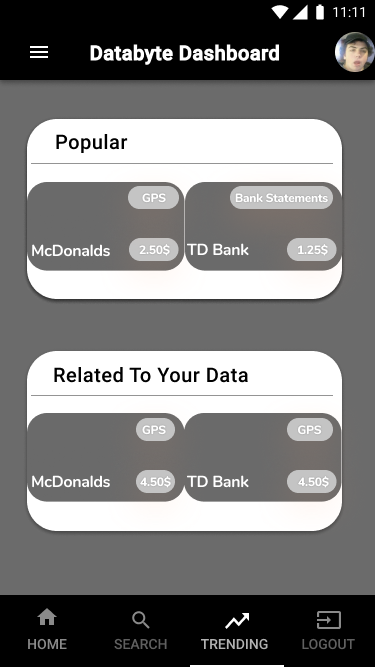 11:11
Databyte Dashboard
Popular
GPS
Bank Statements
McDonalds
2.50$
TD Bank
1.25$
Related To Your Data
GPS
GPS
McDonalds
4.50$
TD Bank
4.50$
HOME
SEARCH
TRENDING
LOGOUT